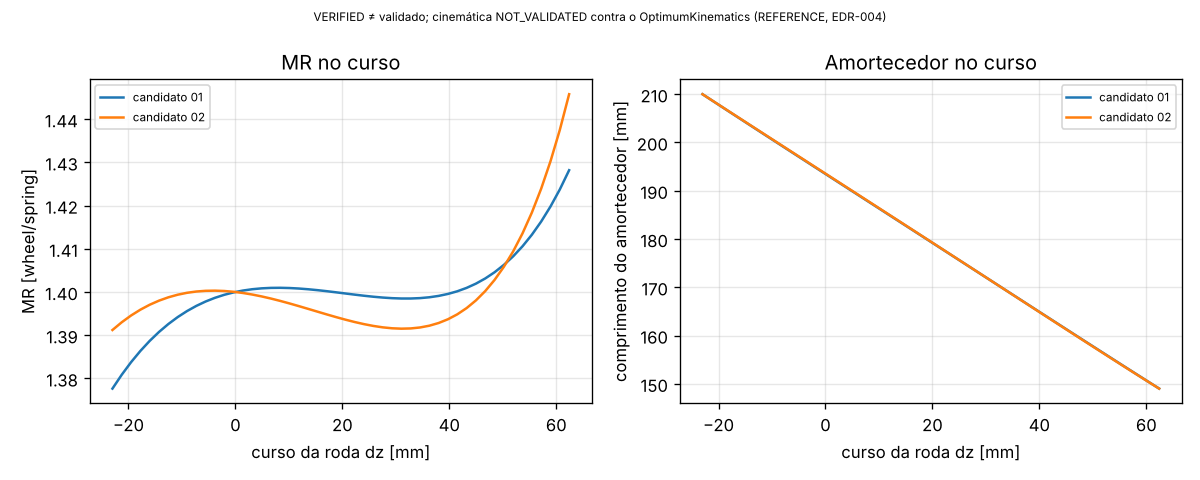 VERIFIED ≠ validado; cinemática NOT_VALIDATED contra o OptimumKinematics (REFERENCE, EDR-004)
MR no curso
candidato 01
candidato 02
1.44
1.43
1.42
1.41
1.40
1.39
1.38
MR [wheel/spring]
−20
0
20
40
60
curso da roda dz [mm]
Amortecedor no curso
candidato 01
candidato 02
210
200
190
180
170
160
150
comprimento do amortecedor [mm]
−20
0
20
40
60
curso da roda dz [mm]